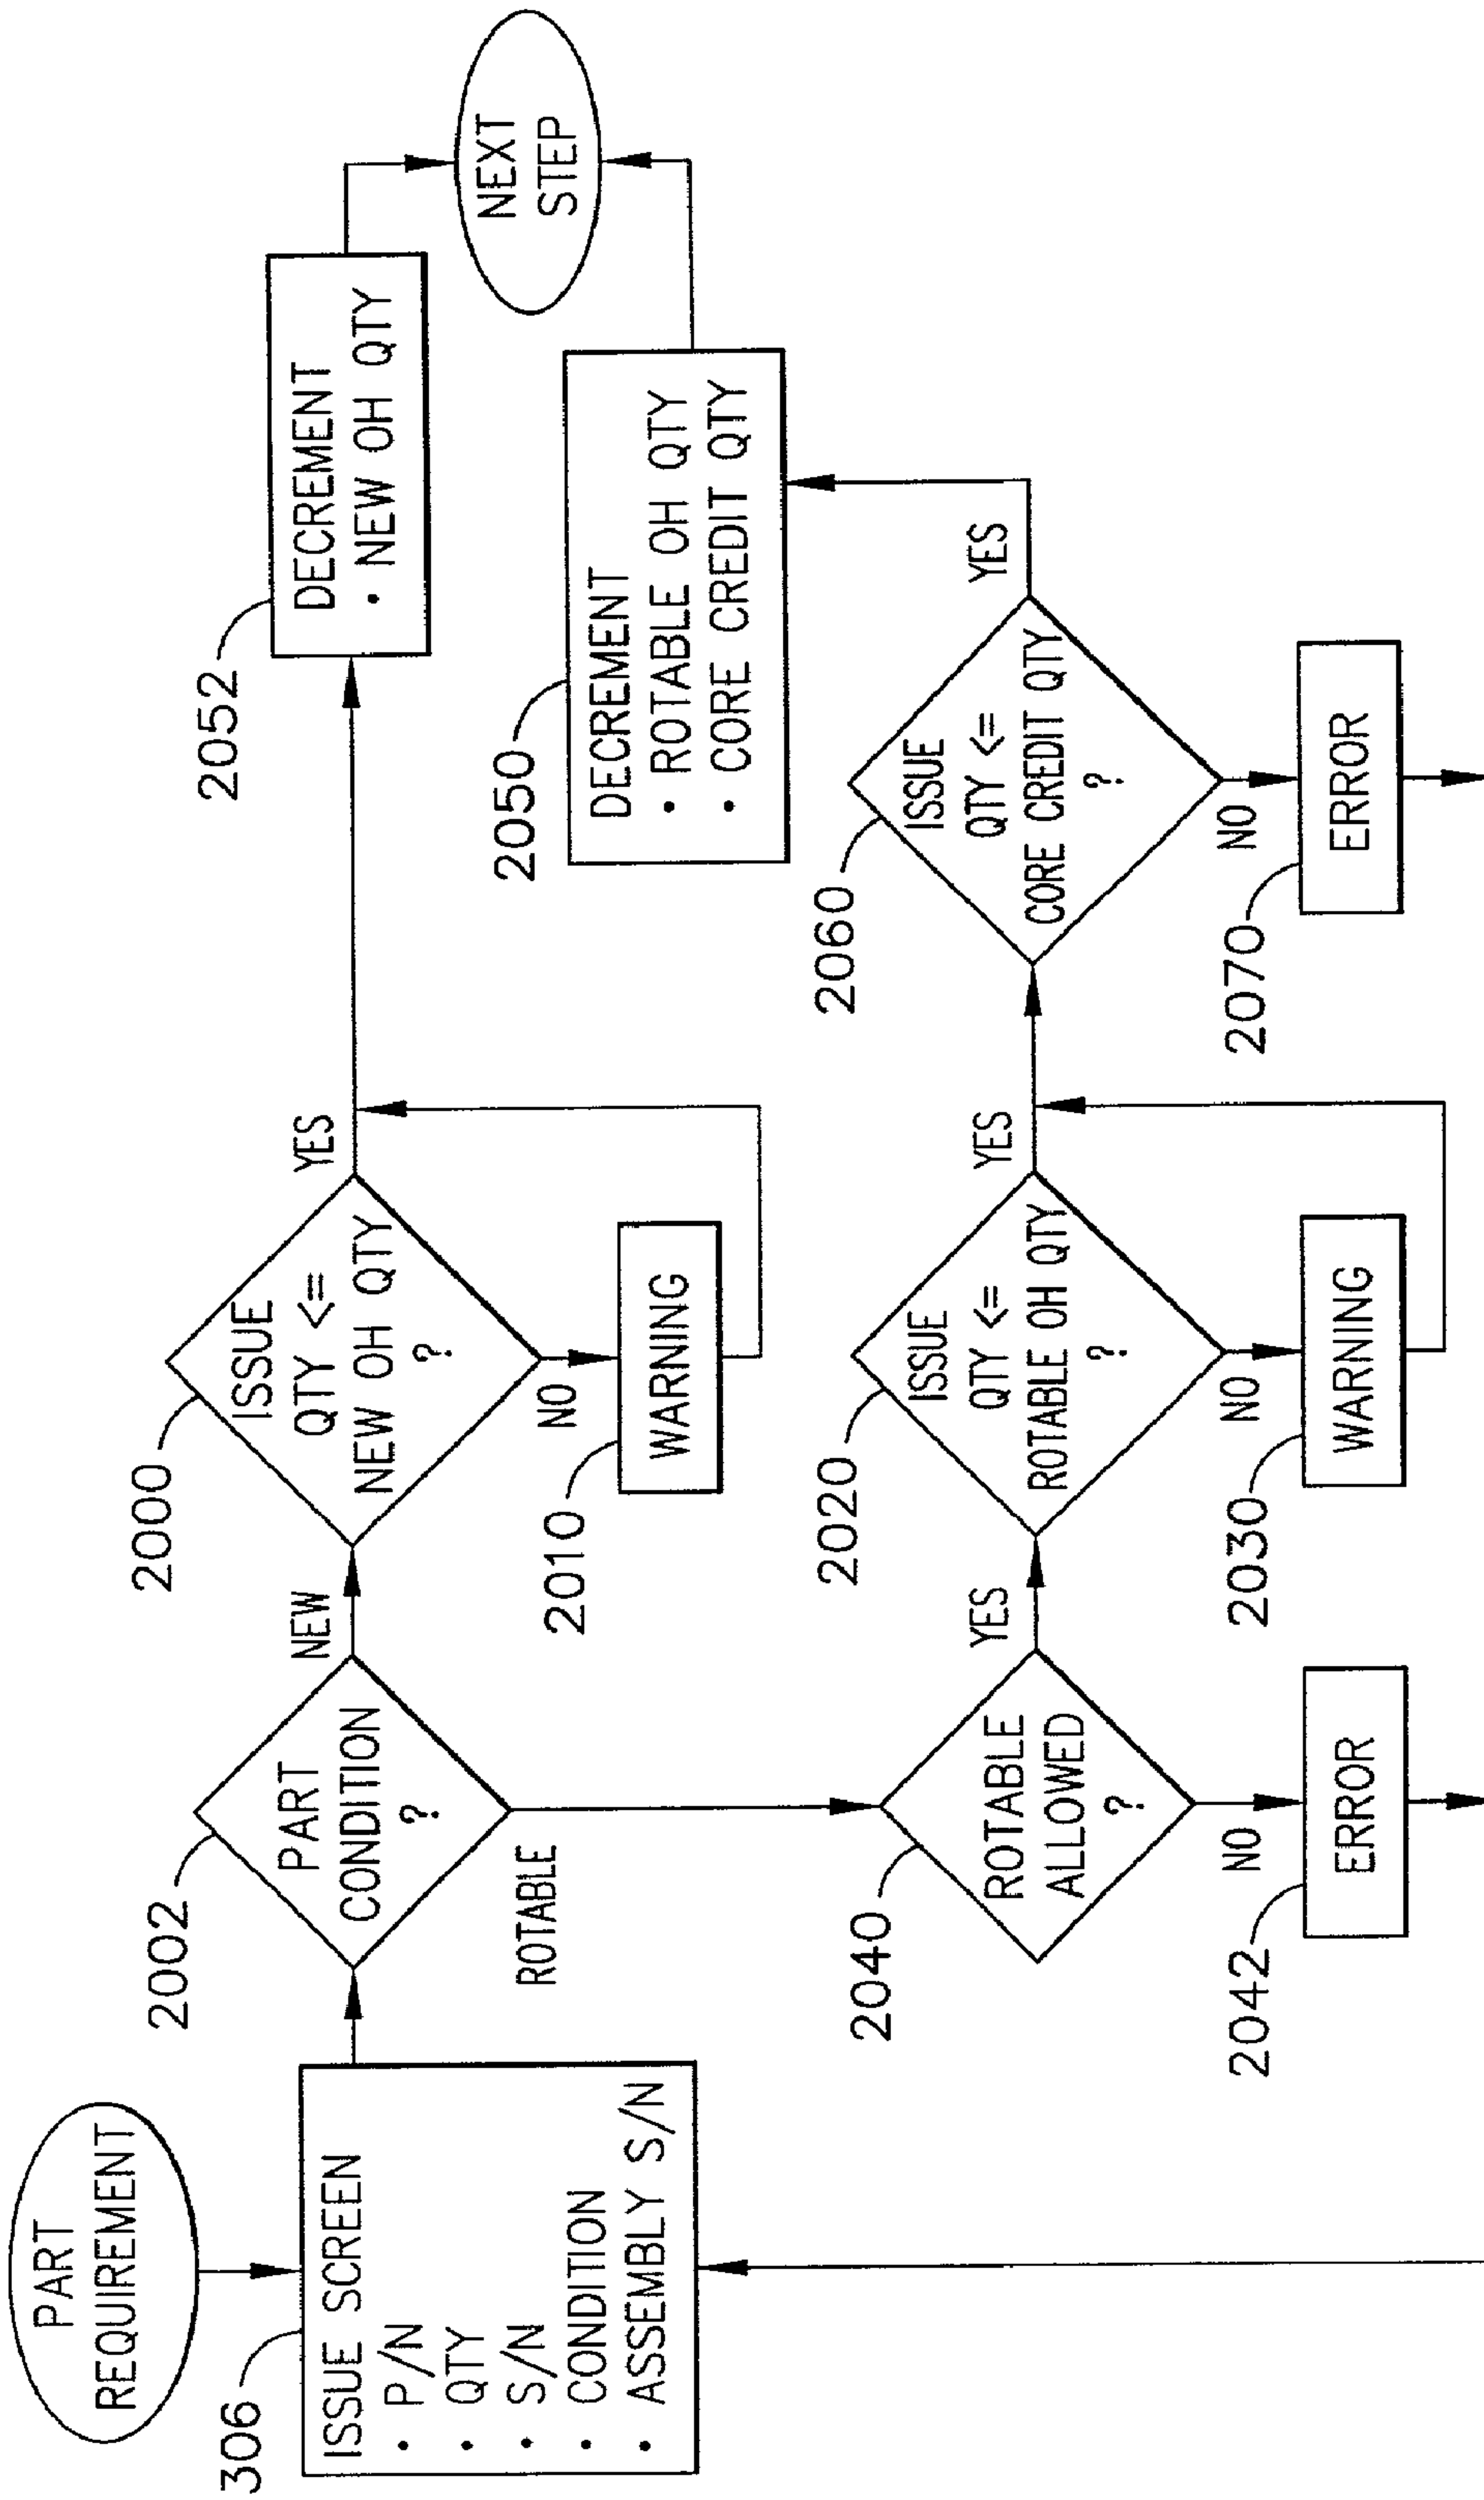 PART
REQUIREMENT
306
ISSUE SCREEN
• P/N
• QTY
• S/N
• CONDITION
• ASSEMBLY S/N
2002
PART
CONDITION
?
NEW
ROTABLE
2000
ISSUE
QTY <=
NEW OH QTY
?
YES
NO
2010
WARNING
2052
DECREMENT
• NEW OH QTY
NEXT
STEP
2050
DECREMENT
• ROTABLE OH QTY
• CORE CREDIT QTY
2040
ROTABLE
ALLOWED
?
YES
NO
2042
ERROR
2020
ISSUE
QTY <=
ROTABLE OH QTY
?
YES
NO
2030
WARNING
2060
ISSUE
QTY <=
CORE CREDIT QTY
?
YES
NO
2070
ERROR